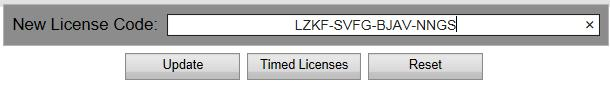 New License Code: LZKF-SVFG-BJAV-NNGS ×
Update Timed Licenses Reset